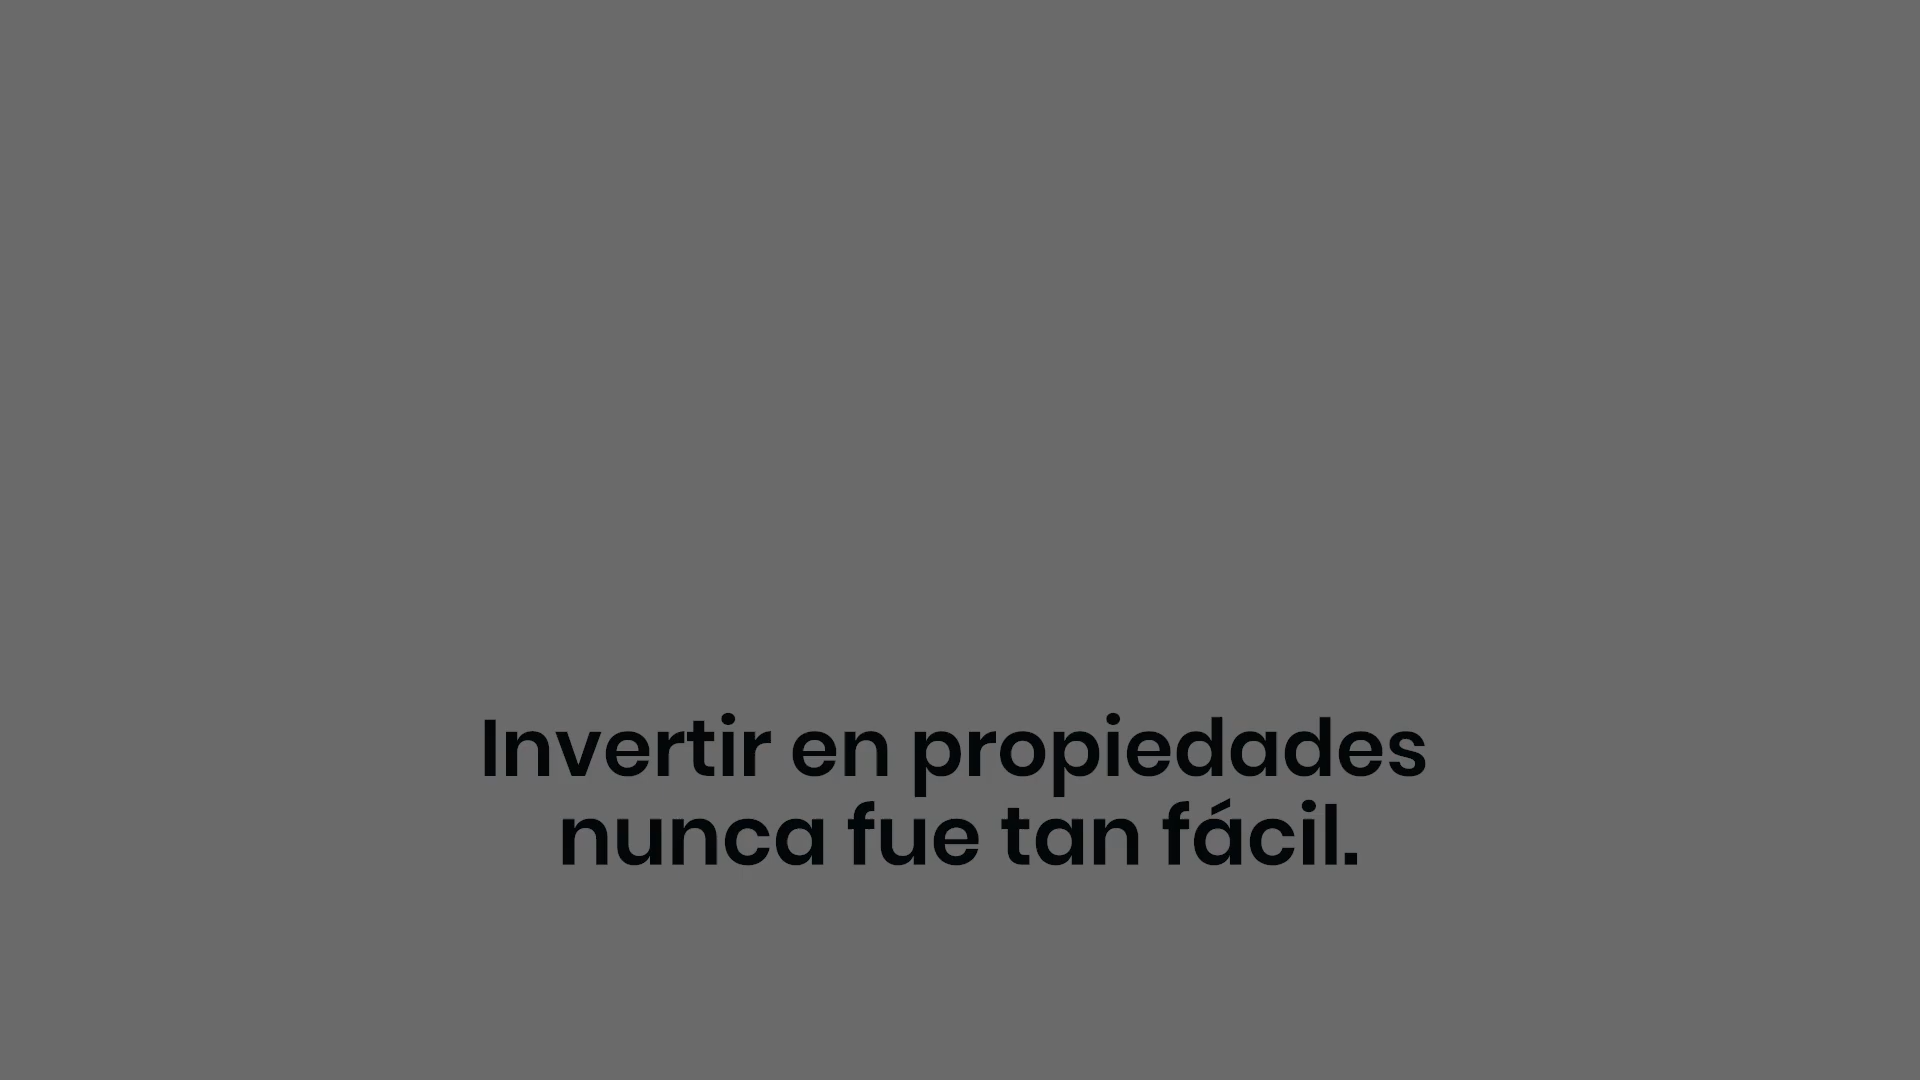 Invertir en propiedades
nunca fue tan fácil.